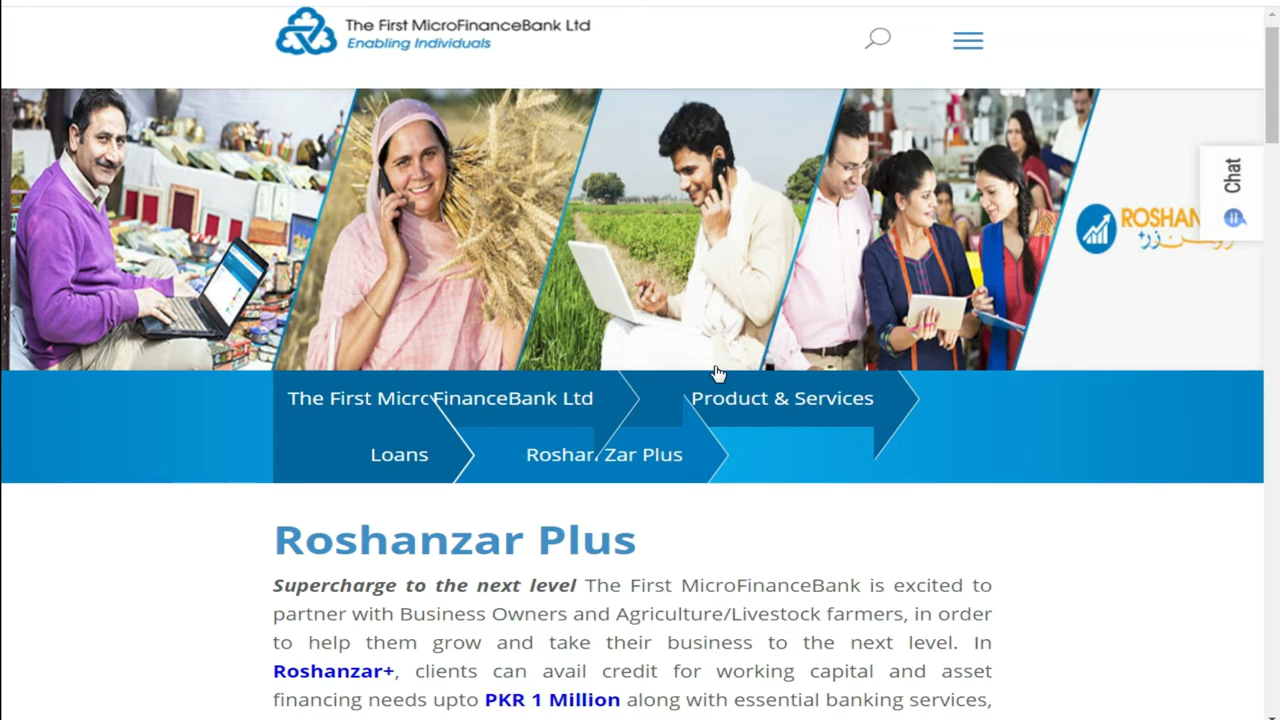 The First MicroFinanceBank Ltd
Enabling Individuals
Chat
ROSHAN
The First MicroFinanceBank Ltd
Product & Services
Loans
Roshan Zar Plus
Roshanzar Plus
Supercharge to the next level The First MicroFinanceBank is excited to
partner with Business Owners and Agriculture/Livestock farmers, in order
to help them grow and take their business to the next level. In
Roshanzar+, clients can avail credit for working capital and asset
financing needs upto PKR 1 Million along with essential banking services,